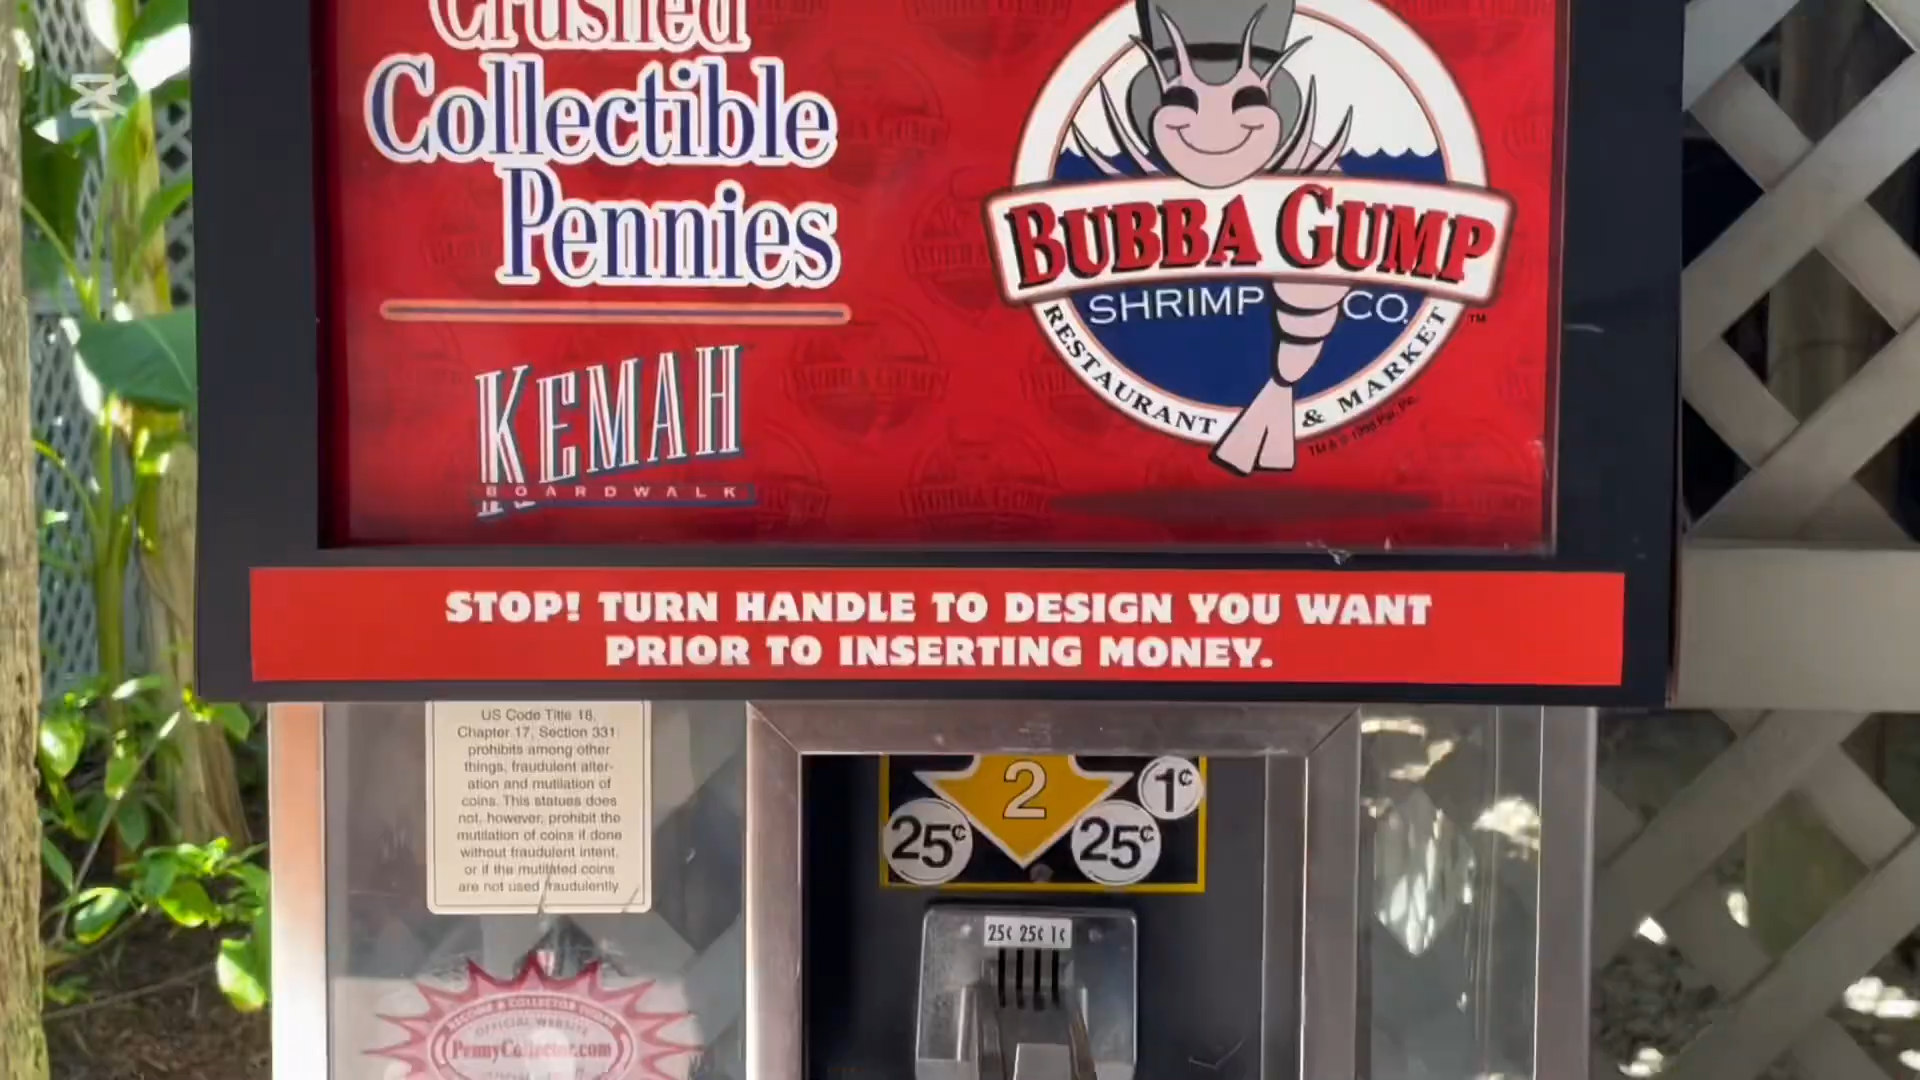 Crushed
Collectible
Pennies
KEMAH
BOARDWALK
BUBBA GUMP
SHRIMP CO.
™
RESTAURANT & MARKET
STOP! TURN HANDLE TO DESIGN YOU WANT
PRIOR TO INSERTING MONEY.
US Code Title 18,
Chapter 17, Section 331
prohibits among other
things, fraudulent alter-
ation and mutilation of
coins. This statues does
not, however, prohibit the
mutilation of coins if done
without fraudulent intent,
or if the mutilated coins
are not used fraudulently
2
1¢
25¢
25¢
25¢ 25¢ 1¢
OFFICIAL WEBSITE
PennyCollector.com